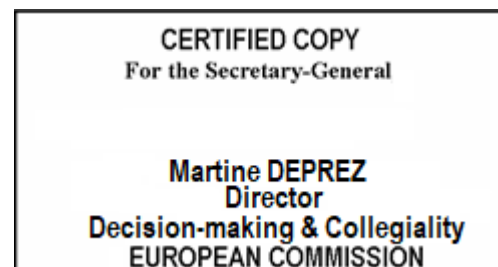 CERTIFIED COPY
For the Secretary-General
Martine DEPREZ
Director
Decision-making & Collegiality
EUROPEAN COMMISSION